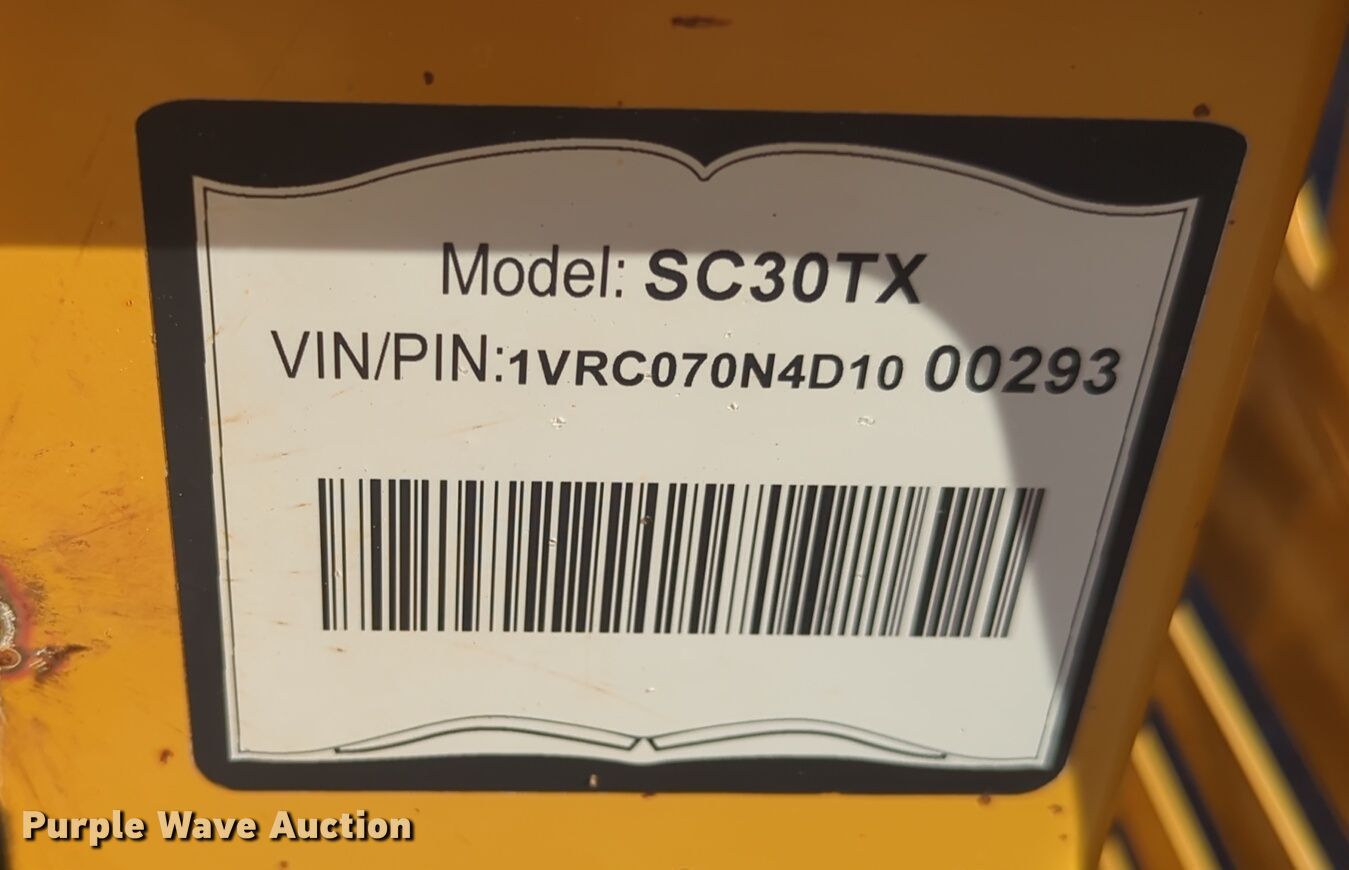 Model: SC30TX
VIN/PIN:1VRC070N4D10 00293
Purple Wave Auction